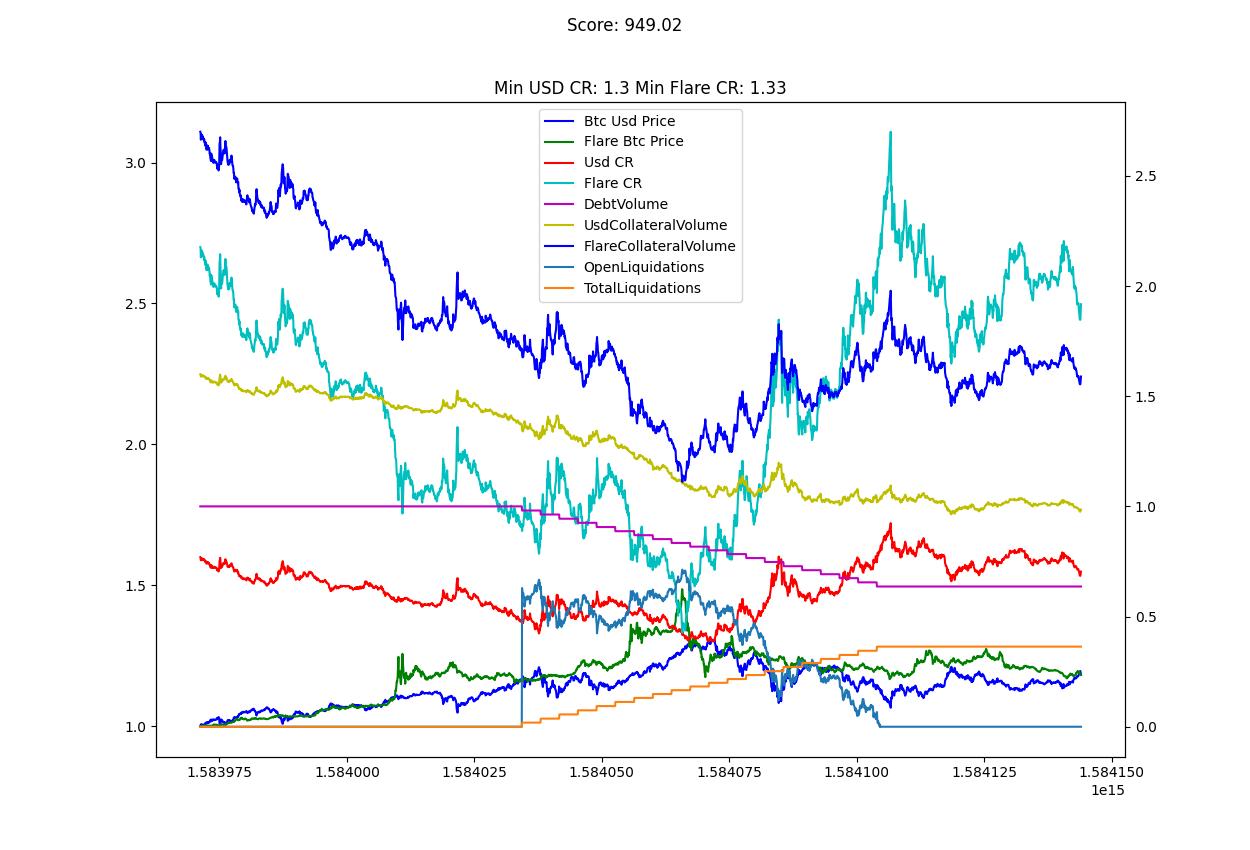 Score: 949.02
Min USD CR: 1.3 Min Flare CR: 1.33
Btc Usd Price
Flare Btc Price
Usd CR
Flare CR
DebtVolume
UsdCollateralVolume
FlareCollateralVolume
OpenLiquidations
TotalLiquidations
3.0
2.5
2.0
1.5
1.0
2.5
2.0
1.5
1.0
0.5
0.0
1.583975 1.584000 1.584025 1.584050 1.584075 1.584100 1.584125 1.584150
1e15